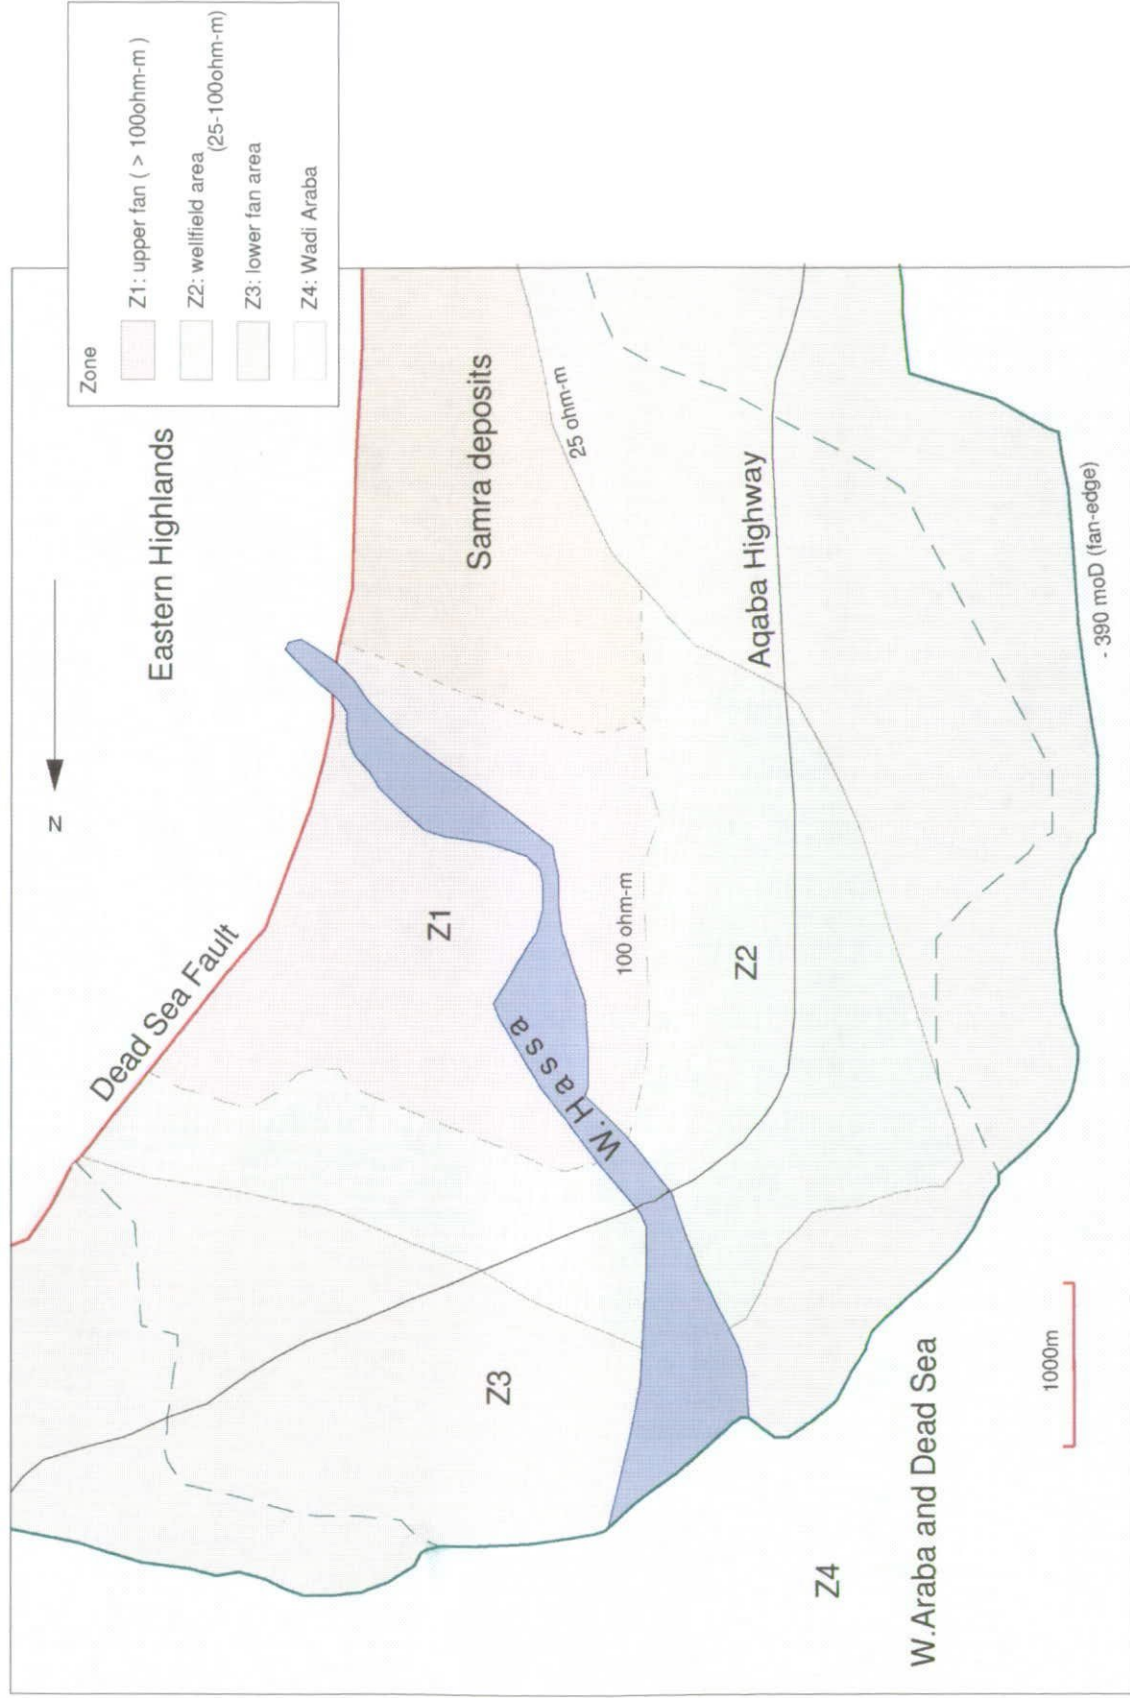 Zone
Z1: upper fan ( > 100ohm-m )
Z2: wellfield area
(25-100ohm-m)
Z3: lower fan area
Z4: Wadi Araba
N
Eastern Highlands
Dead Sea Fault
Samra deposits
25 ohm-m
Z1
W.Hassa
100 ohm-m
Aqaba Highway
Z2
Z3
- 390 moD (fan-edge)
1000m
Z4
W.Araba and Dead Sea